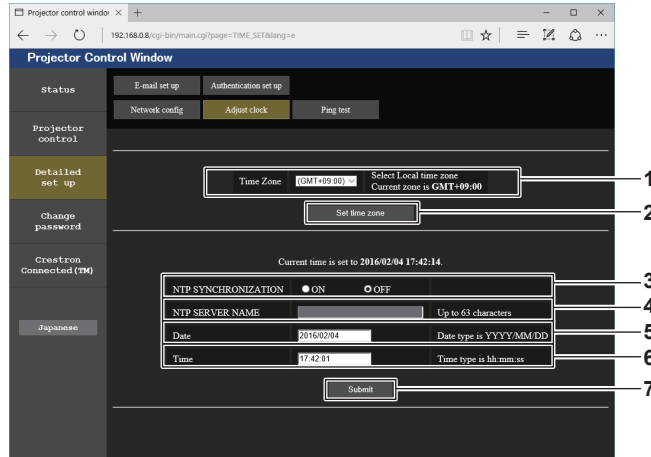 Projector control windo
192.168.0.8/cgi-bin/main.cgi?page=TIME_SET&lang=e
Projector Control Window
Status
Projector
control
Detailed
set up
Change
password
Crestron
Connected(TM)
Japanese
E-mail set up
Authentication set up
Network config
Adjust clock
Ping test
Time Zone
(GMT+09:00)
Select Local time zone
Current zone is GMT+09:00
1
Set time zone
2
Current time is set to 2016/02/04 17:42:14.
NTP SYNCHRONIZATION ON OFF
3
NTP SERVER NAME Up to 63 characters
4
Date 2016/02/04 Date type is YYYY/MM/DD
5
Time 17:42:01 Time type is hh:mm:ss
6
Submit
7